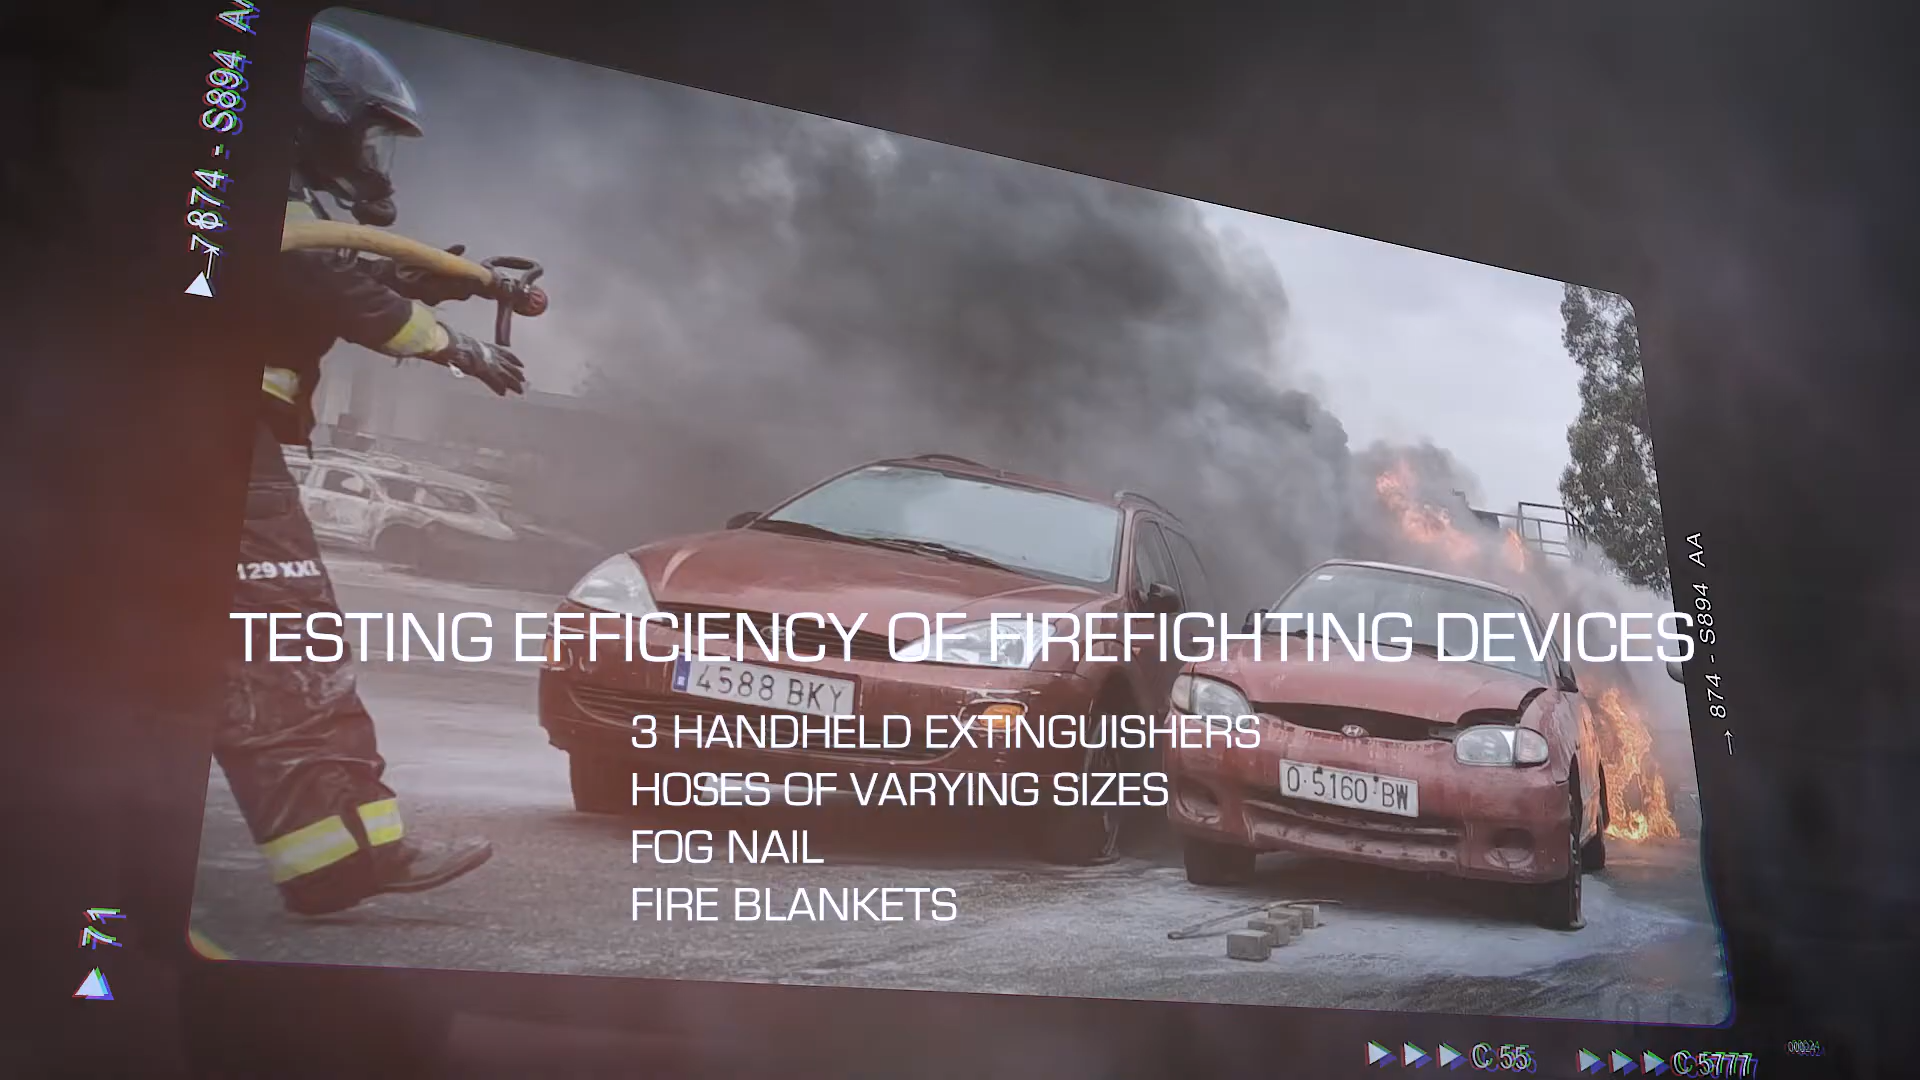 874 - S894 AA
129 XXL
TESTING EFFICIENCY OF FIREFIGHTING DEVICES
4588 BKY
3 HANDHELD EXTINGUISHERS
HOSES OF VARYING SIZES
O·5160·BW
FOG NAIL
FIRE BLANKETS
→ 874 - S894 AA
71
C 55
C 5777